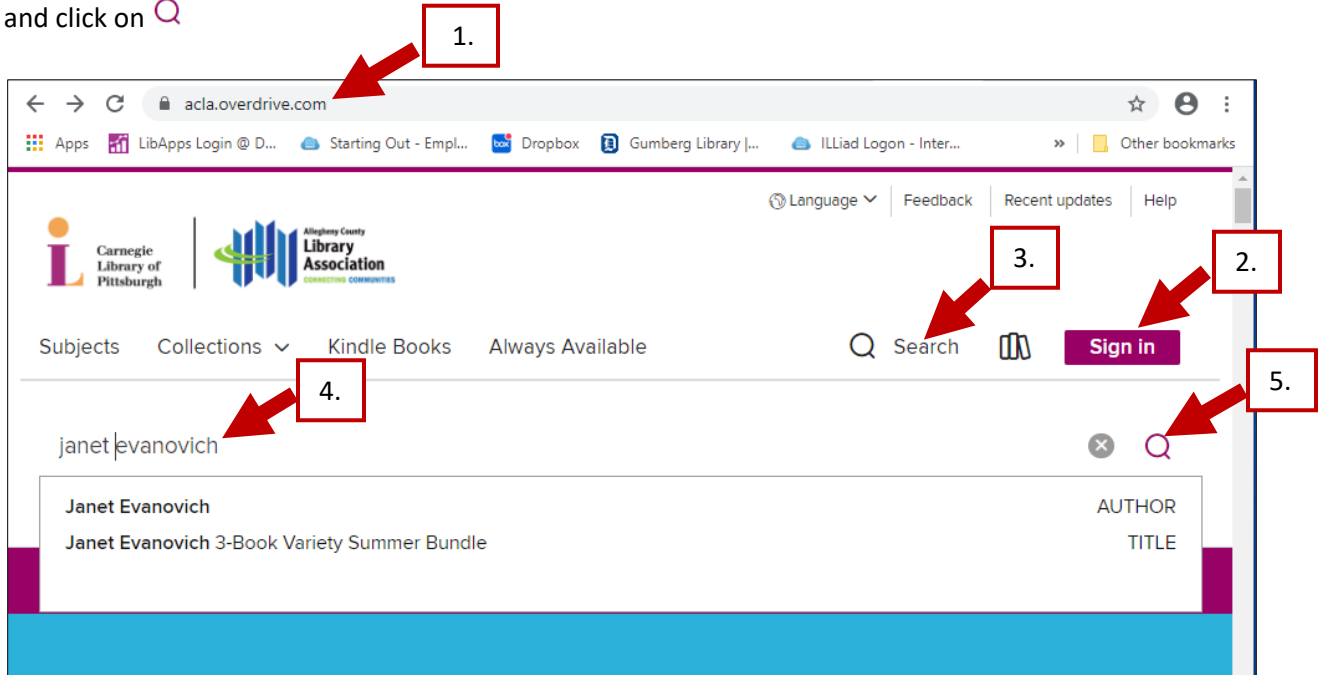 and click on
1.
acla.overdrive.com
Apps LibApps Login @ D... Starting Out - Empl... box Dropbox Gumberg Library |... ILLiad Logon - Inter... » Other bookmarks
Language Feedback Recent updates Help
Carnegie
Library of
Pittsburgh
Allegheny County
Library
Association
CONNECTING COMMUNITIES
3.
2.
Subjects Collections Kindle Books Always Available Search Sign in
4.
5.
janet evanovich
Janet Evanovich AUTHOR
Janet Evanovich 3-Book Variety Summer Bundle TITLE